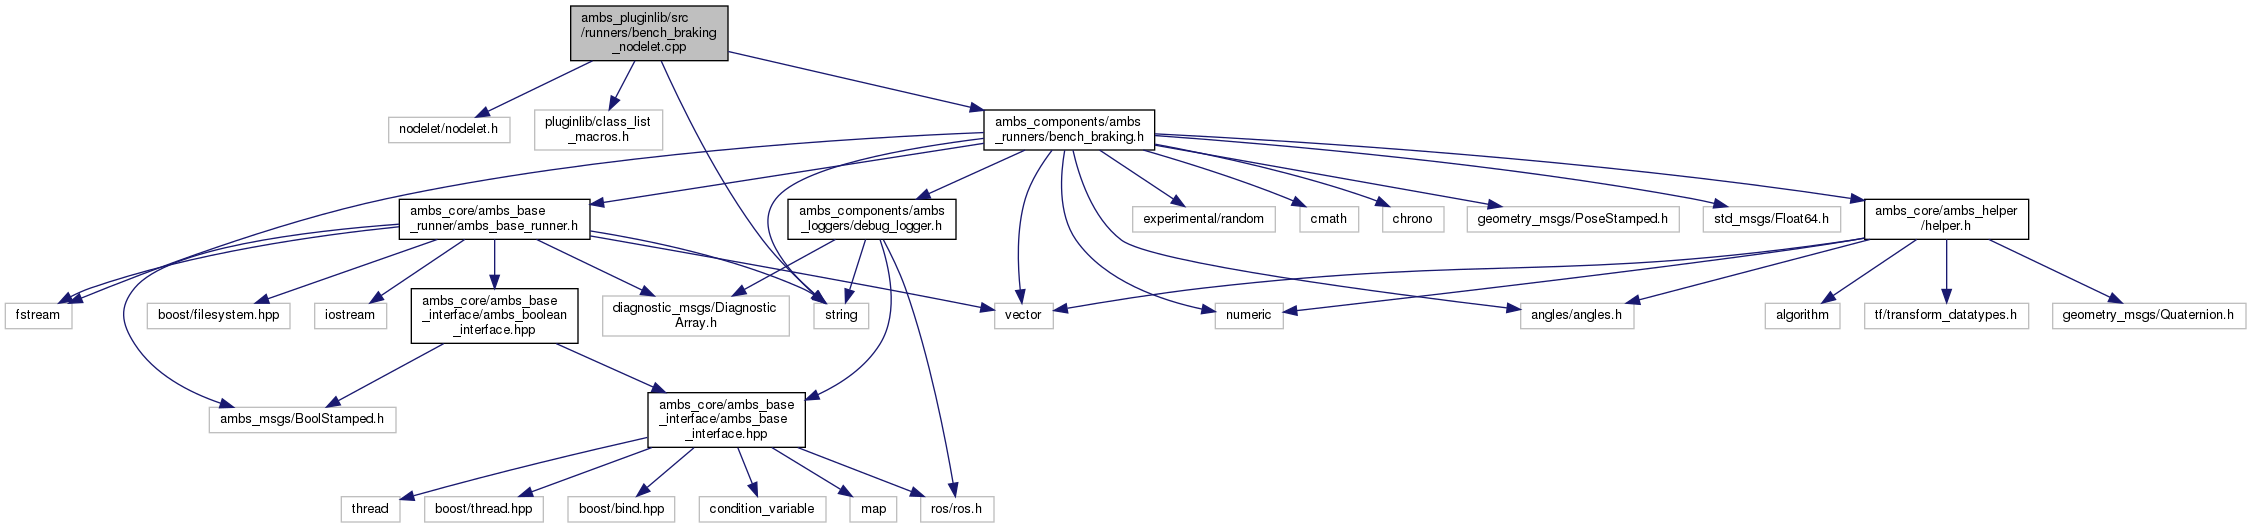 ambs_pluginlib/src
/runners/bench_braking
_nodelet.cpp
nodelet/nodelet.h
pluginlib/class_list
_macros.h
ambs_components/ambs
_runners/bench_braking.h
ambs_core/ambs_base
_runner/ambs_base_runner.h
ambs_components/ambs
_loggers/debug_logger.h
experimental/random
cmath
chrono
geometry_msgs/PoseStamped.h
std_msgs/Float64.h
ambs_core/ambs_helper
/helper.h
fstream
boost/filesystem.hpp
iostream
ambs_core/ambs_base
_interface/ambs_boolean
_interface.hpp
diagnostic_msgs/Diagnostic
Array.h
string
vector
numeric
angles/angles.h
algorithm
tf/transform_datatypes.h
geometry_msgs/Quaternion.h
ambs_msgs/BoolStamped.h
ambs_core/ambs_base
_interface/ambs_base
_interface.hpp
thread
boost/thread.hpp
boost/bind.hpp
condition_variable
map
ros/ros.h